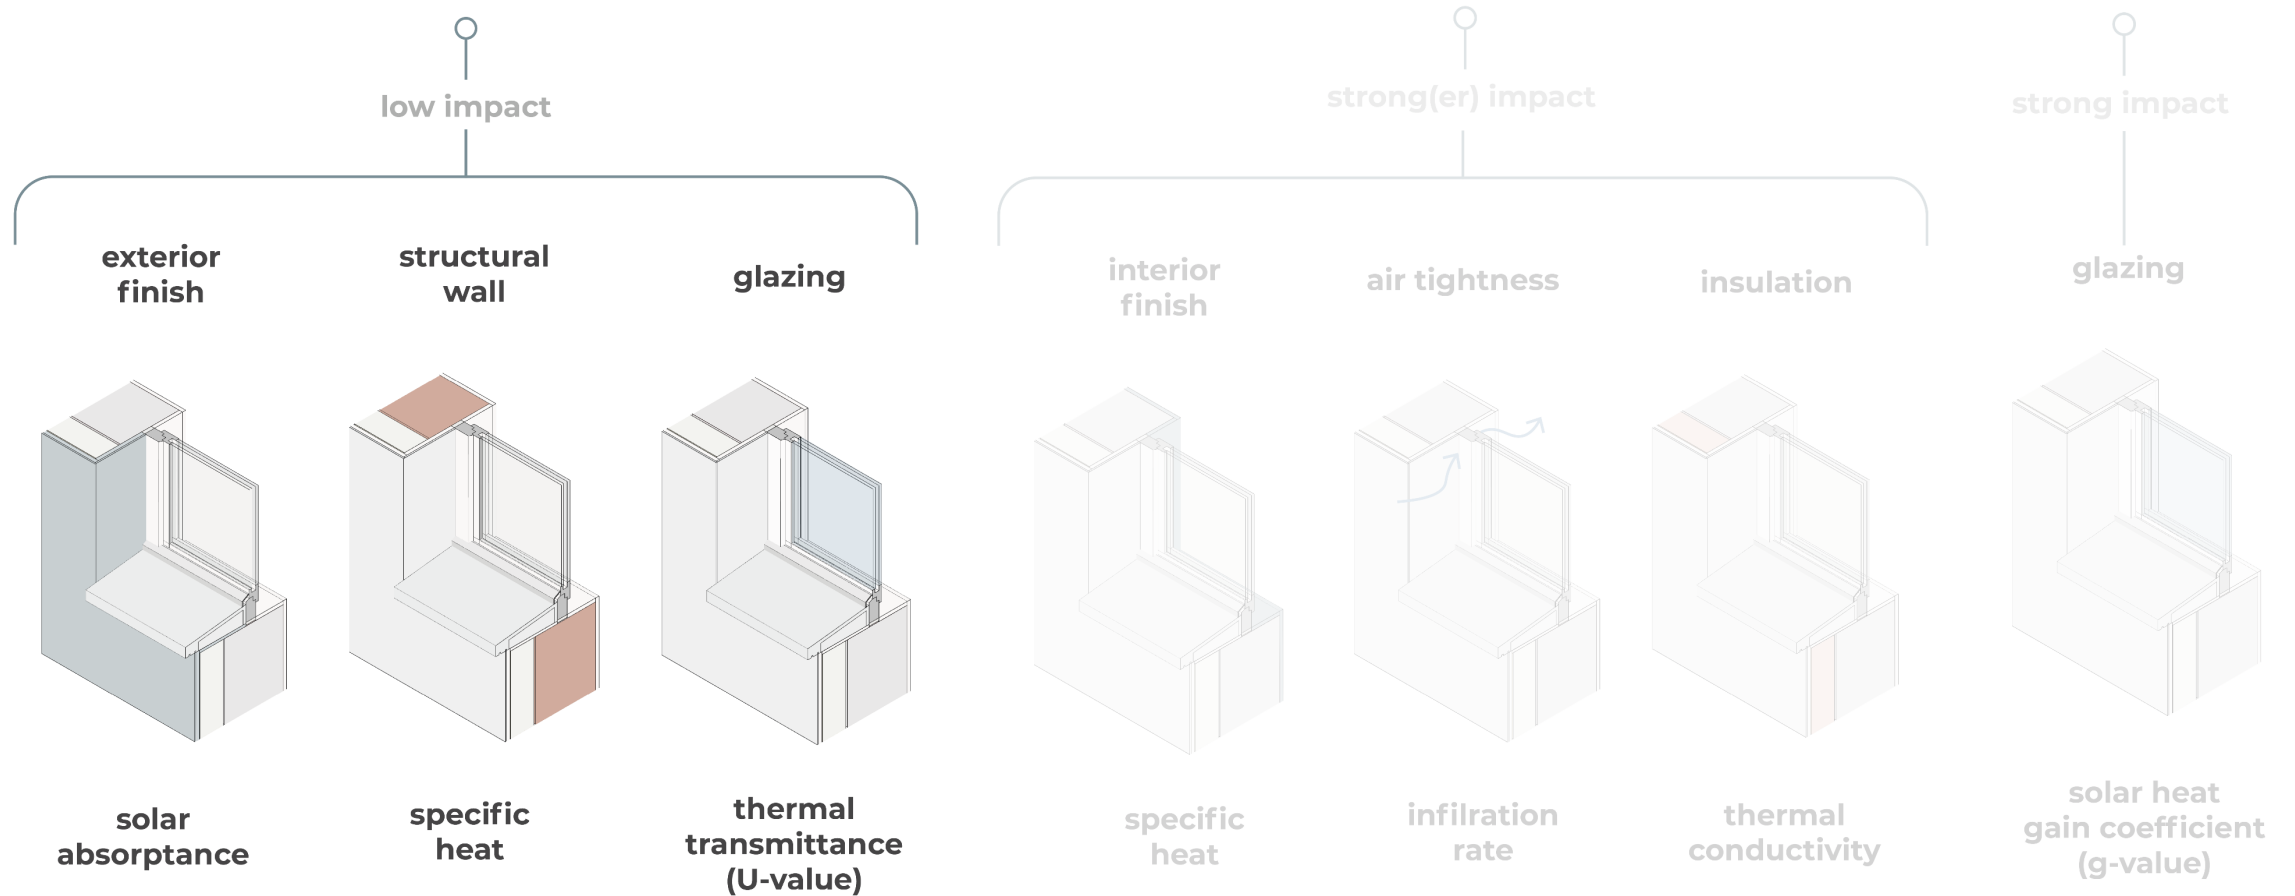 low impact
strong(er) impact
strong impact
exterior
finish
structural
wall
glazing
interior
finish
air tightness
insulation
glazing
solar
absorptance
specific
heat
thermal
transmittance
(U-value)
specific
heat
infilration
rate
thermal
conductivity
solar heat
gain coefficient
(g-value)